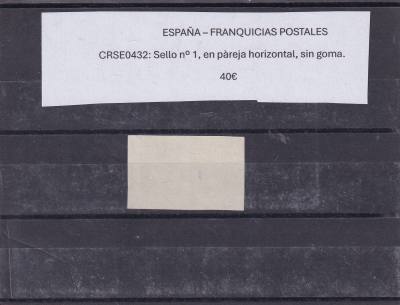 ESPAÑA – FRANQUICIAS POSTALES
CRSE0432: Sello nº 1, en pàreja horizontal, sin goma.
40€